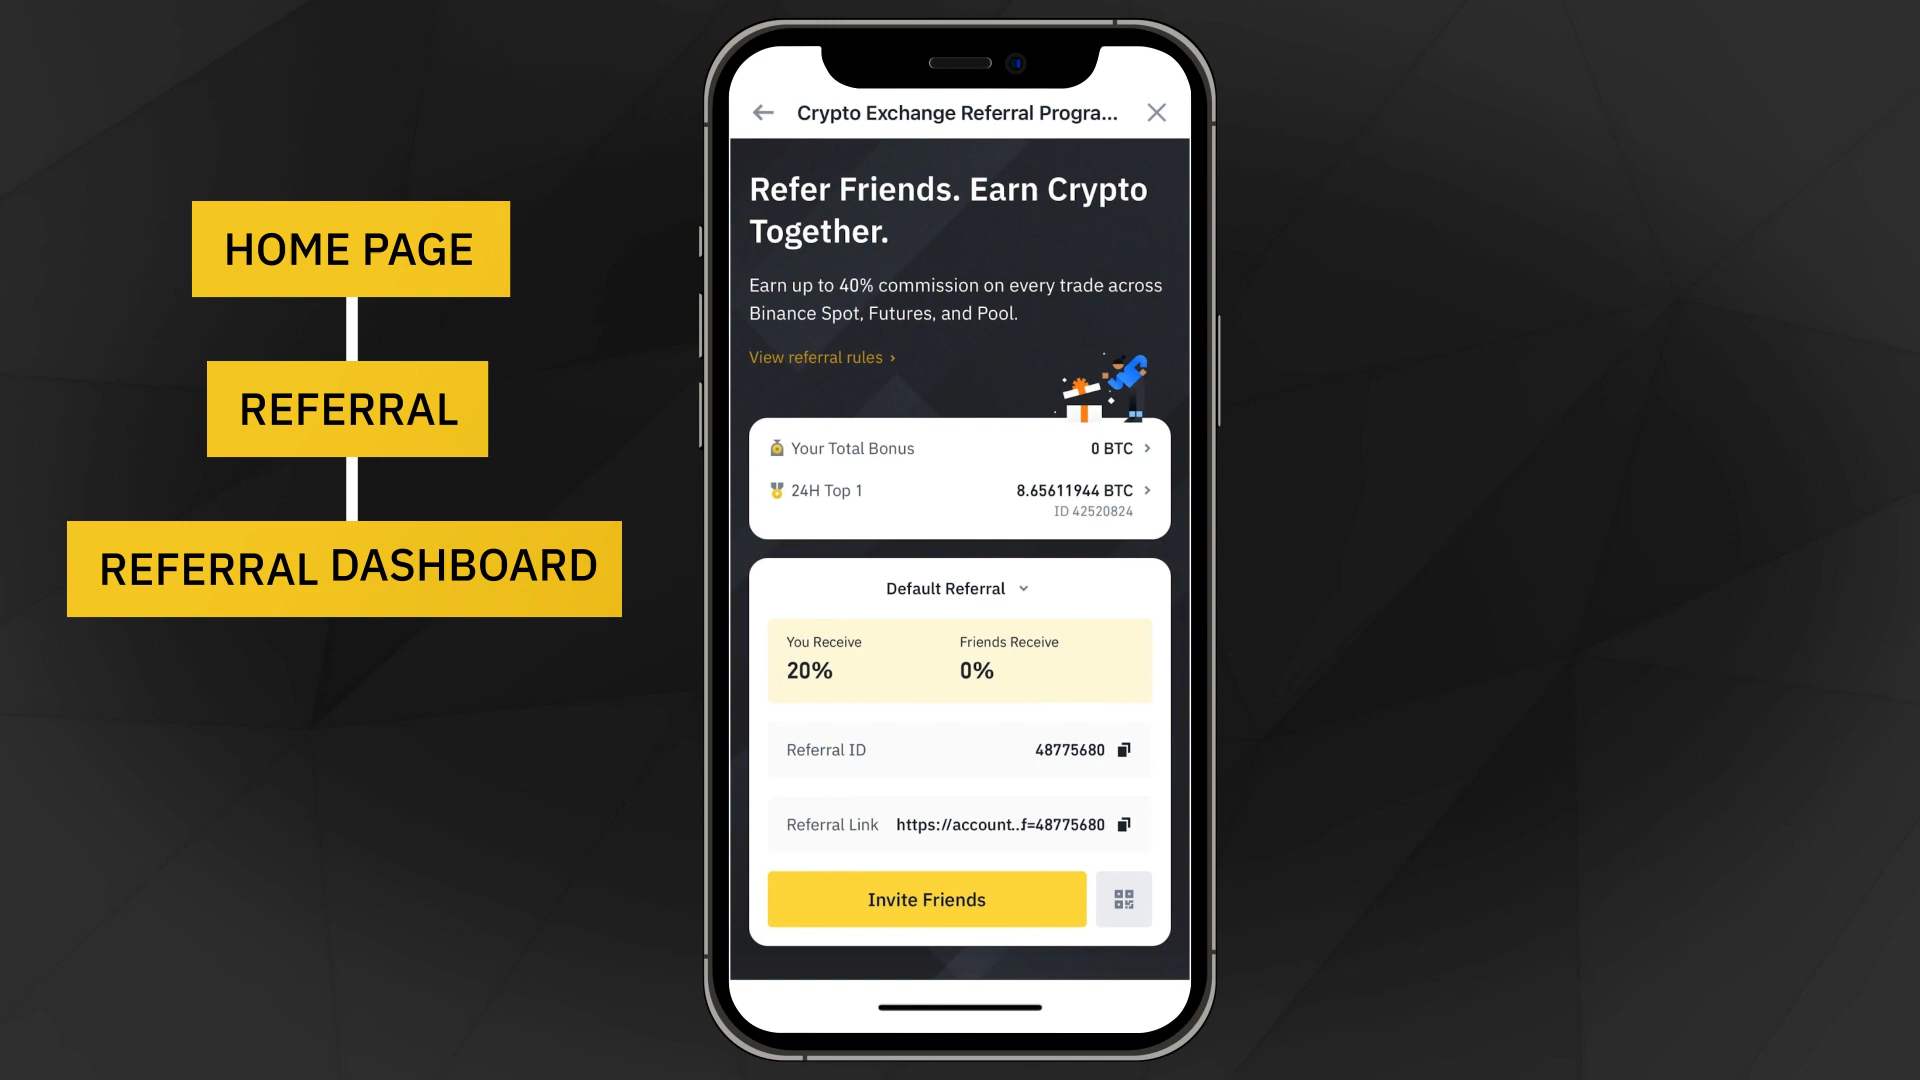 HOME PAGE
REFERRAL
REFERRAL DASHBOARD
Crypto Exchange Referral Progra...
Refer Friends. Earn Crypto
Together.
Earn up to 40% commission on every trade across
Binance Spot, Futures, and Pool.
View referral rules ›
Your Total Bonus 0 BTC ›
24H Top 1 8.65611944 BTC ›
ID 42520824
Default Referral
You Receive Friends Receive
20% 0%
Referral ID 48775680
Referral Link https://account..f=48775680
Invite Friends